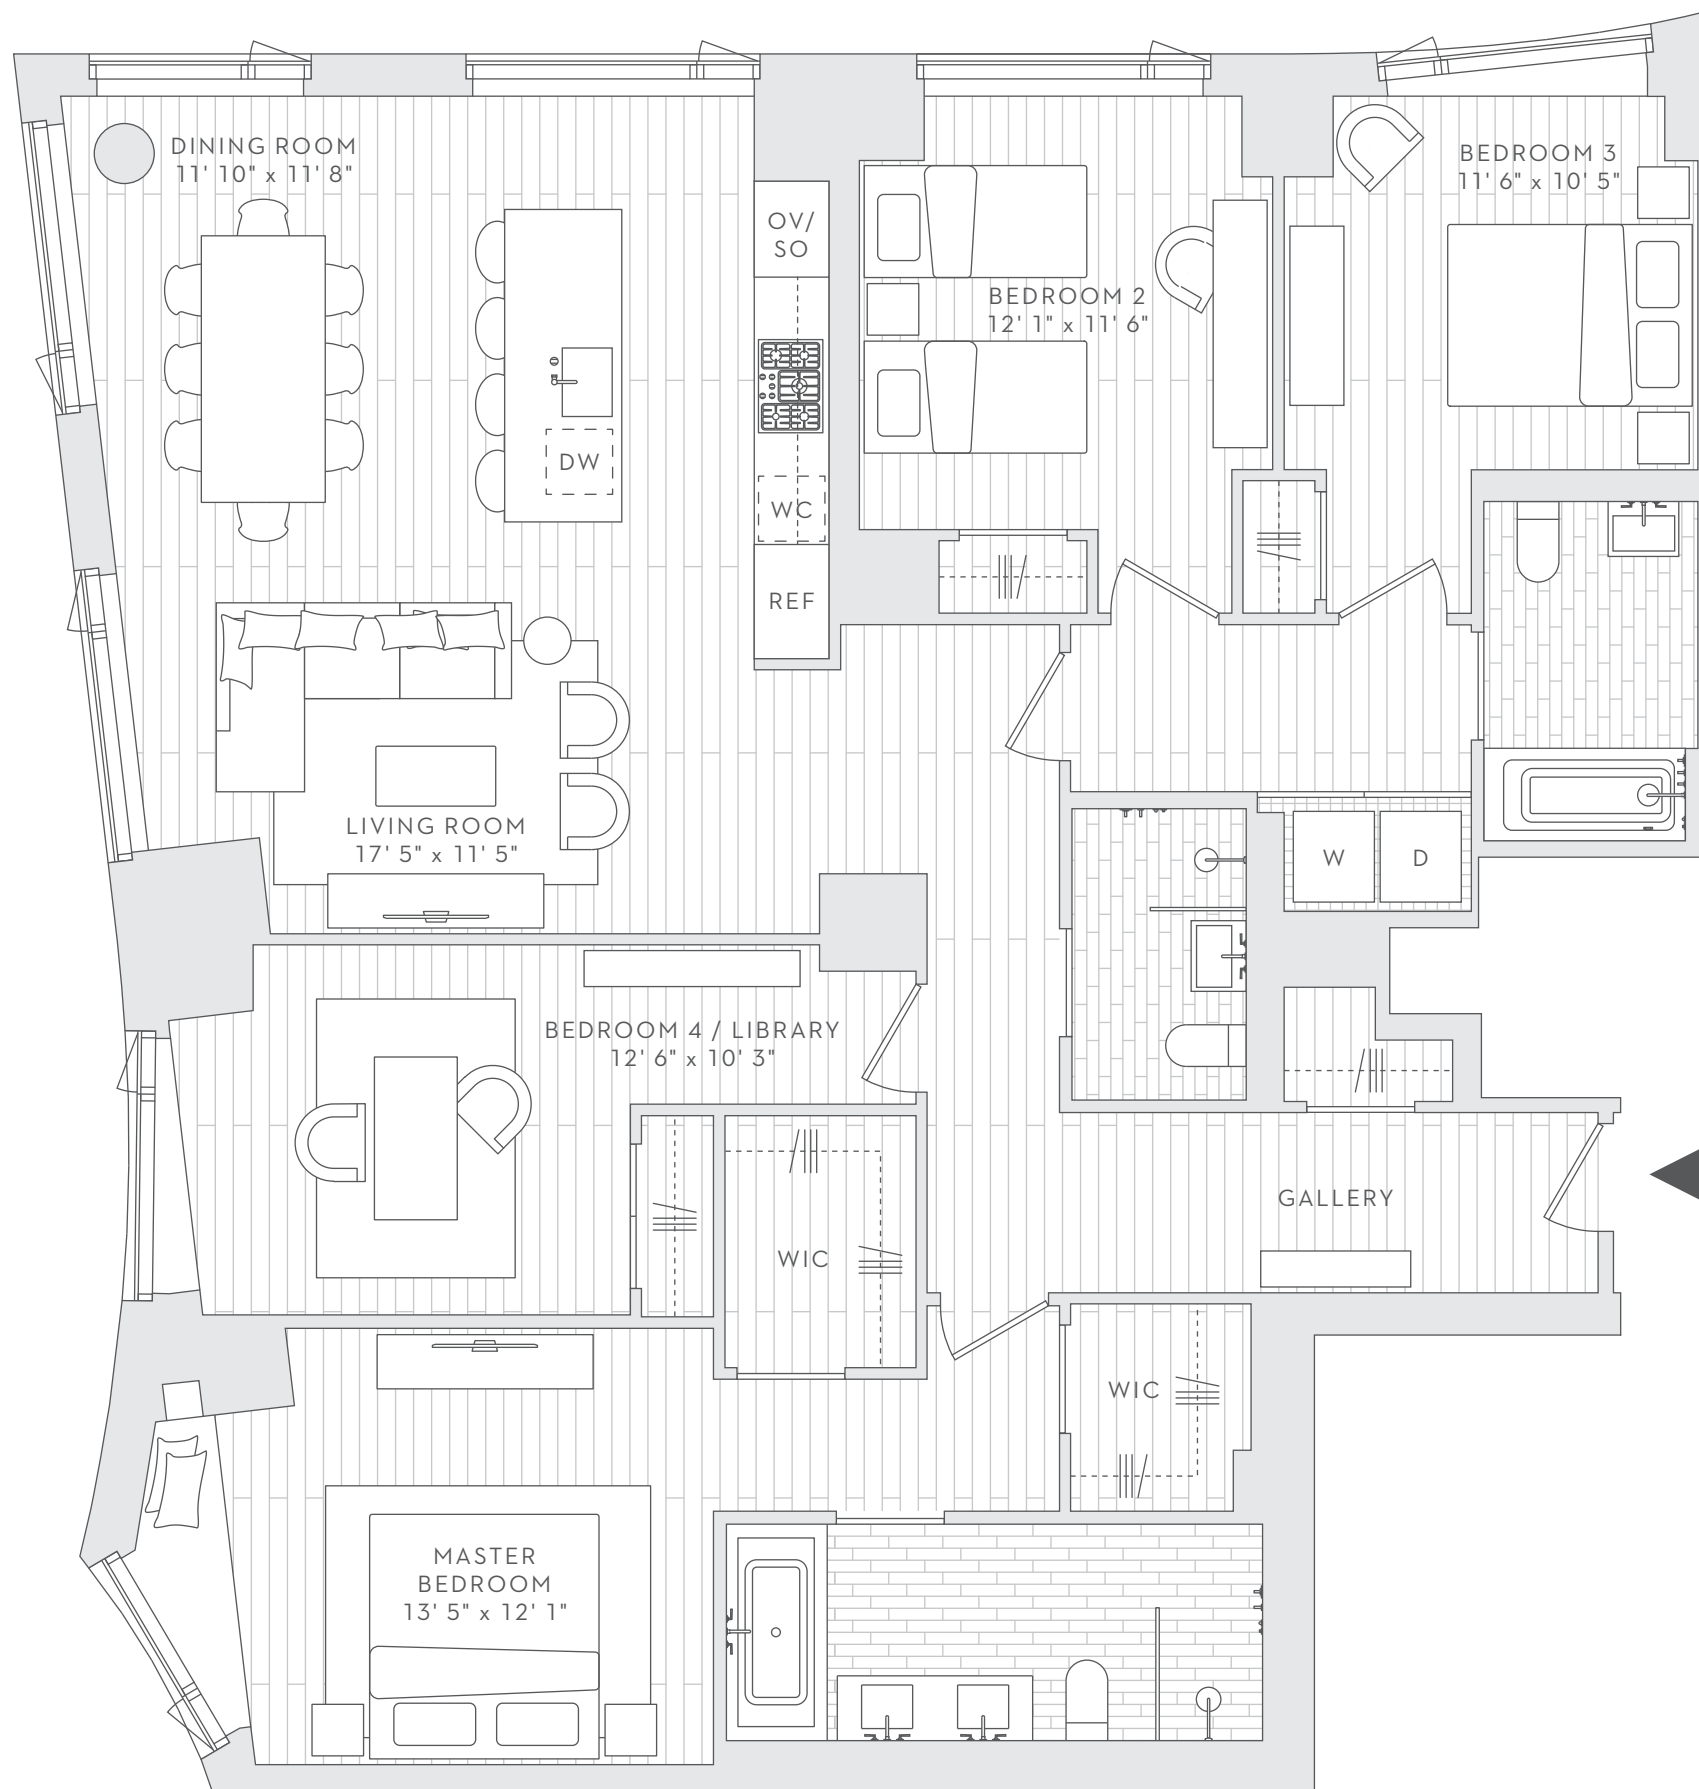 DINING ROOM
11' 10" x 11' 8"
OV/
SO
BEDROOM 3
11' 6" x 10' 5"
BEDROOM 2
12' 1" x 11' 6"
DW
WC
REF
LIVING ROOM
17' 5" x 11' 5"
W
D
BEDROOM 4 / LIBRARY
12' 6" x 10' 3"
GALLERY
WIC
WIC
MASTER
BEDROOM
13' 5" x 12' 1"